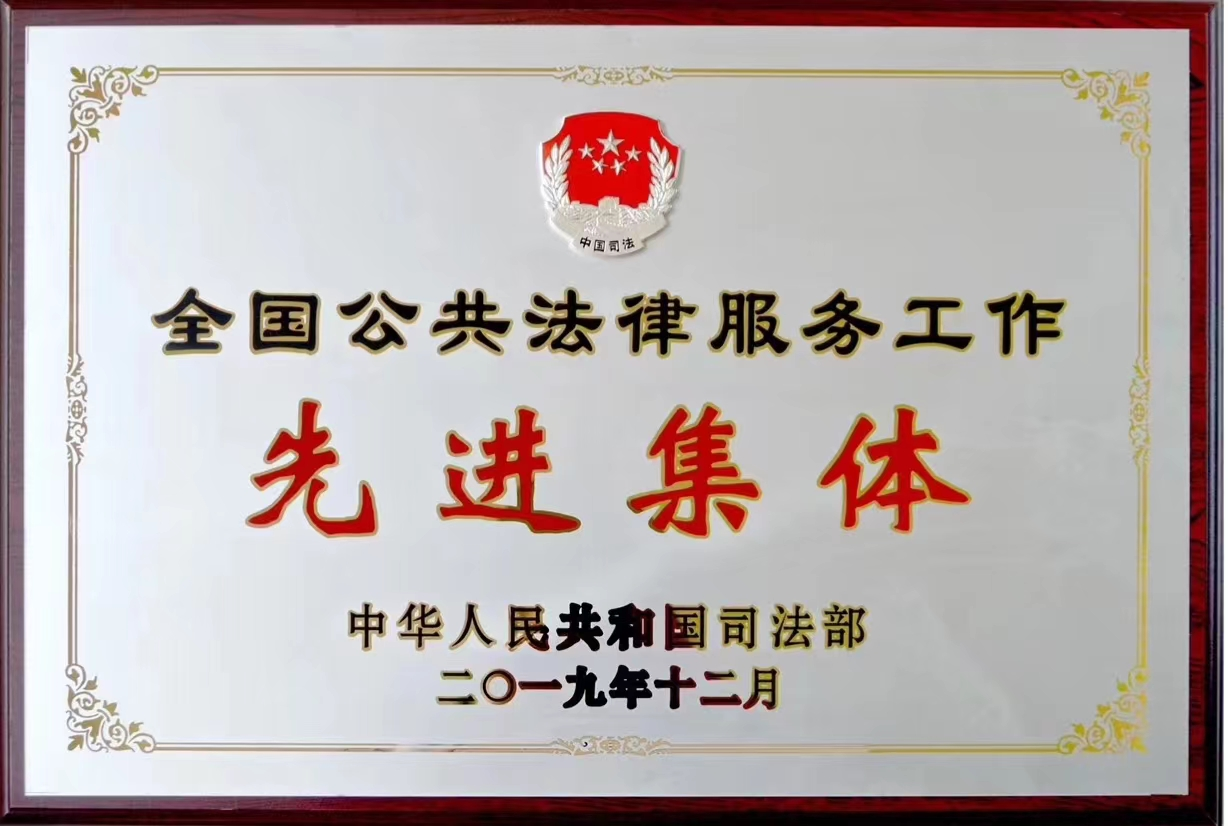 中国司法
全国公共法律服务工作
先进集体
中华人民共和国司法部
二〇一九年十二月